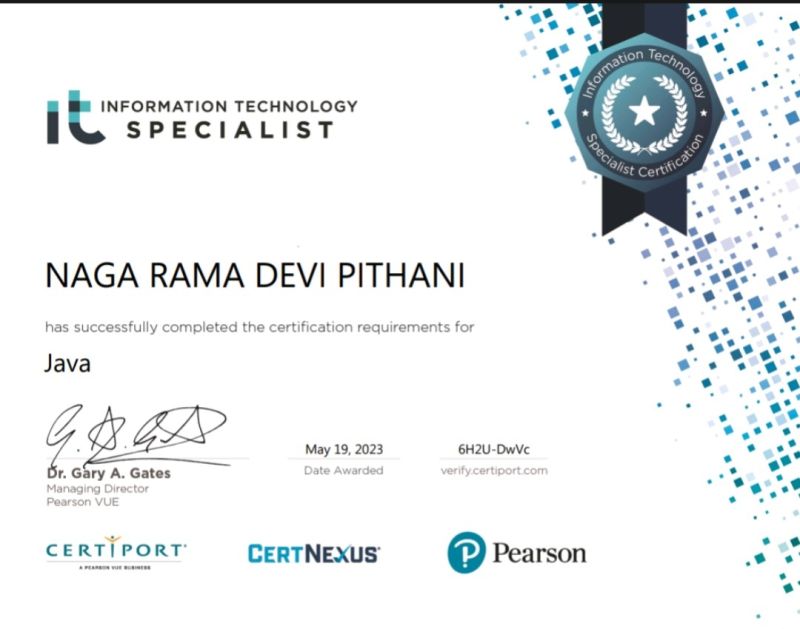 it INFORMATION TECHNOLOGY
SPECIALIST
Information Technology
Specialist Certification
NAGA RAMA DEVI PITHANI
has successfully completed the certification requirements for
Java
Dr. Gary A. Gates
Managing Director
Pearson VUE
May 19, 2023
Date Awarded
6H2U-DwVc
verify.certiport.com
CERTIPORT
A PEARSON VUE BUSINESS
CERTNEXUS
P Pearson